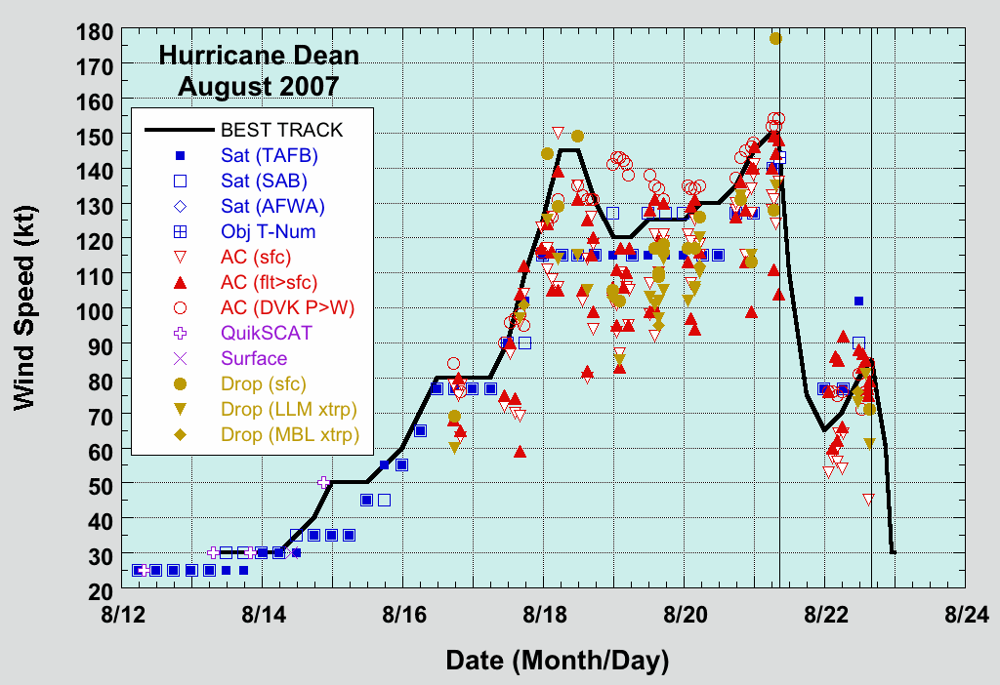 Hurricane Dean
August 2007
BEST TRACK
Sat (TAFB)
Sat (SAB)
Sat (AFWA)
Obj T-Num
AC (sfc)
AC (flt>sfc)
AC (DVK P>W)
QuikSCAT
Surface
Drop (sfc)
Drop (LLM xtrp)
Drop (MBL xtrp)
Wind Speed (kt)
180
170
160
150
140
130
120
110
100
90
80
70
60
50
40
30
20
8/12 8/14 8/16 8/18 8/20 8/22 8/24
Date (Month/Day)